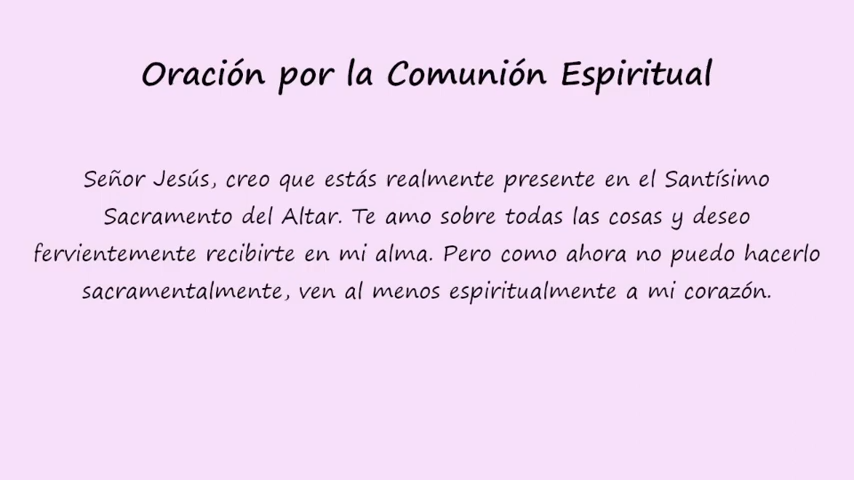 Oración por la Comunión Espiritual
Señor Jesús, creo que estás realmente presente en el Santísimo
Sacramento del Altar. Te amo sobre todas las cosas y deseo
fervientemente recibirte en mi alma. Pero como ahora no puedo hacerlo
sacramentalmente, ven al menos espiritualmente a mi corazón.